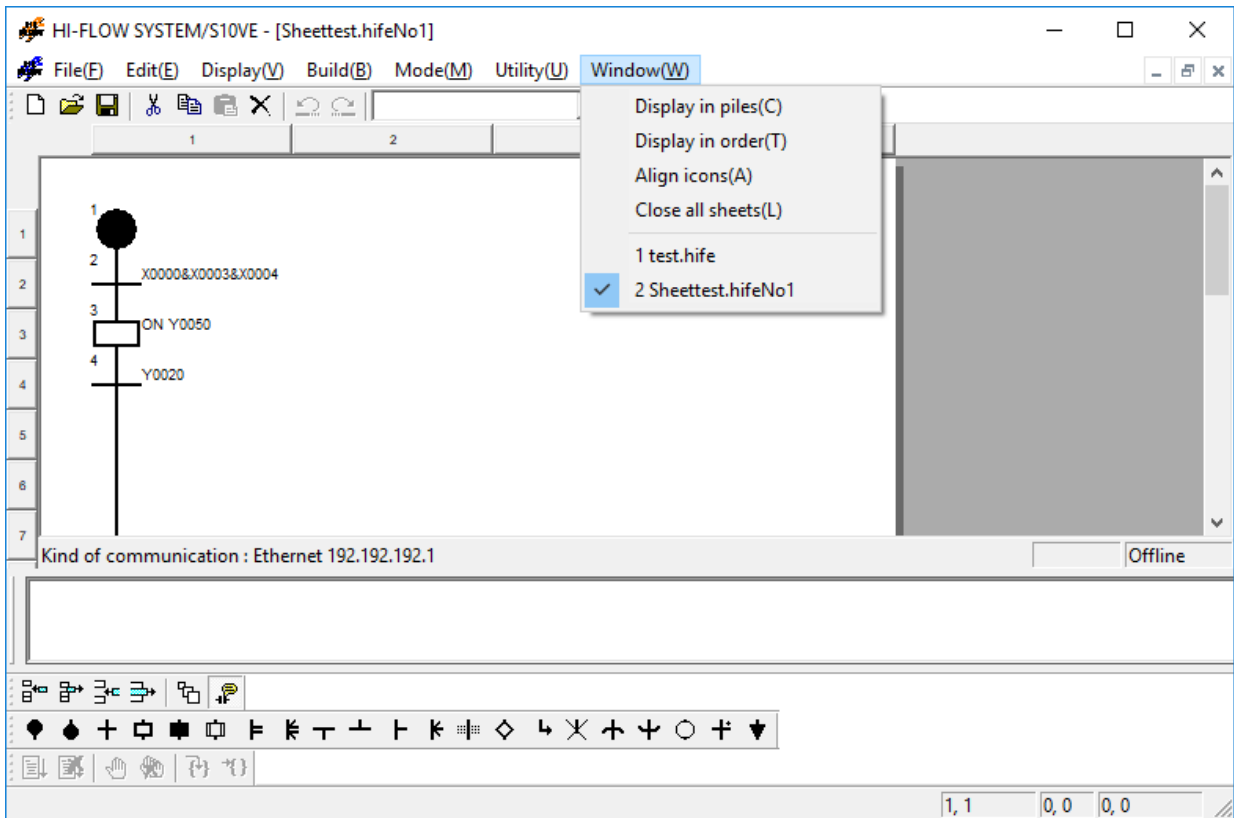 HI-FLOW SYSTEM/S10VE - [Sheettest.hifeNo1]
File(F) Edit(E) Display(V) Build(B) Mode(M) Utility(U) Window(W)
Display in piles(C)
Display in order(T)
Align icons(A)
Close all sheets(L)
1 test.hife
2 Sheettest.hifeNo1
1 2
1
2
3
4
5
6
7
1
2 X0000&X0003&X0004
3 ON Y0050
4 Y0020
Kind of communication : Ethernet 192.192.192.1 Offline
1, 1 0, 0 0, 0